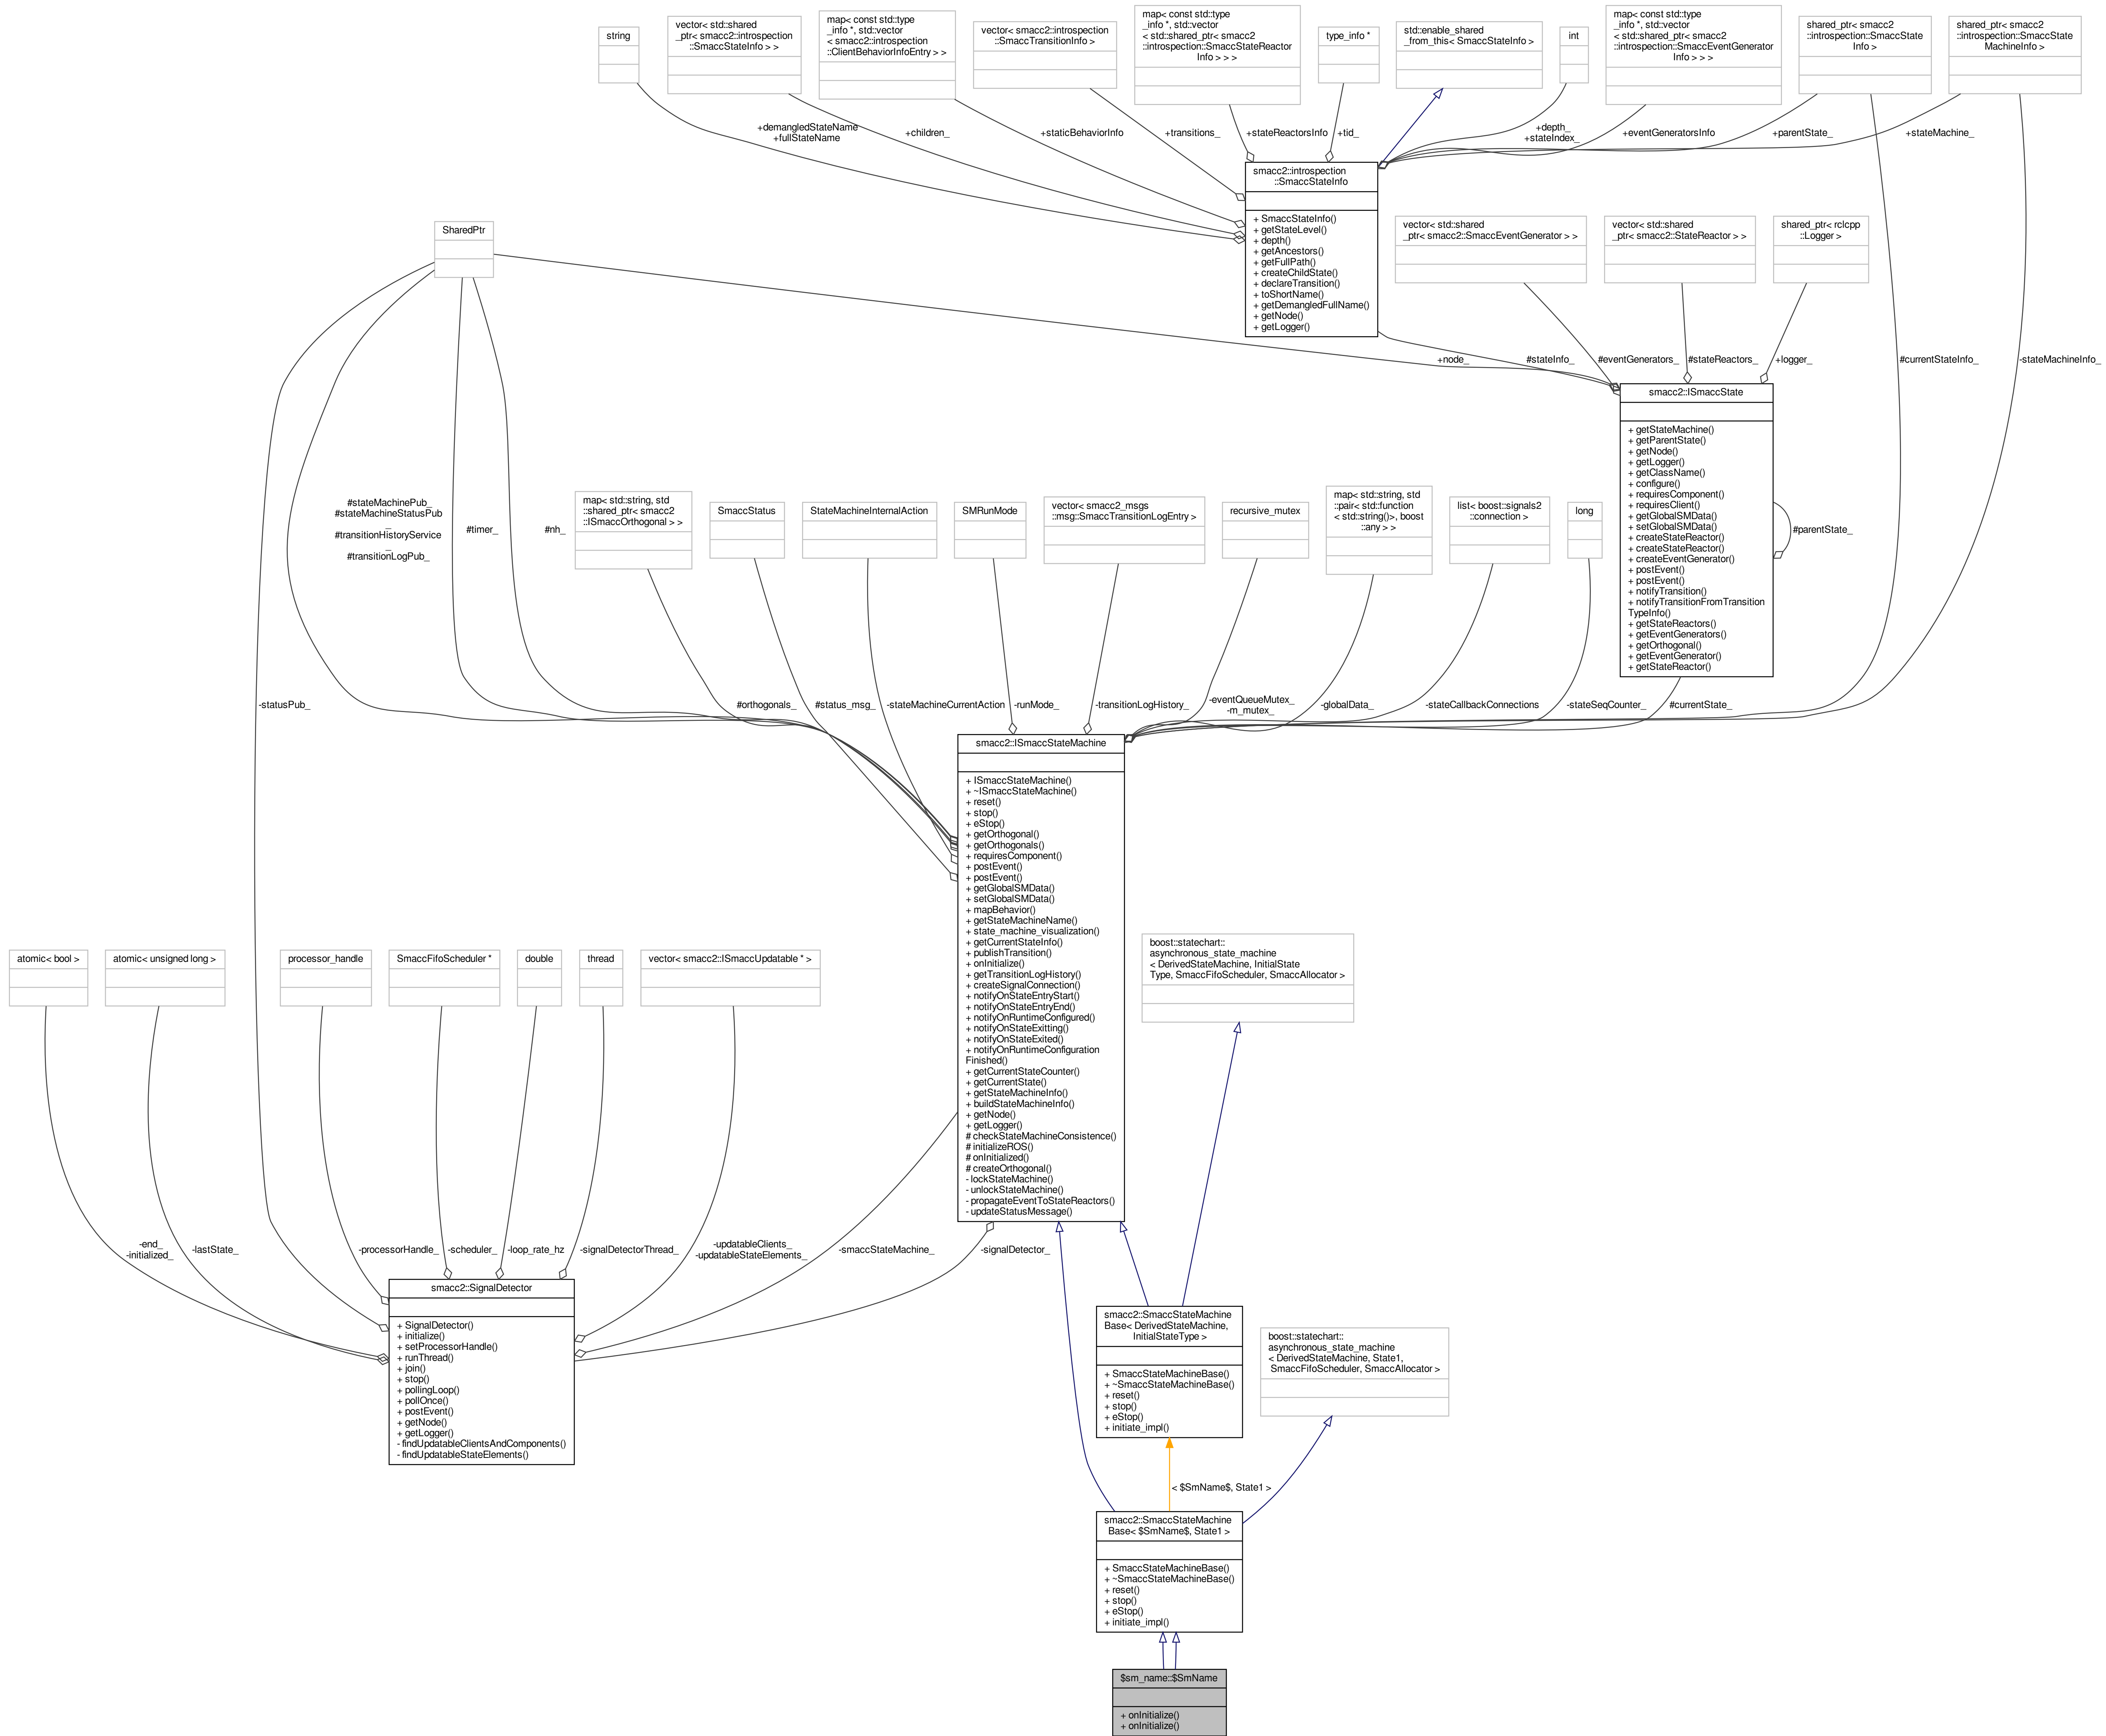 string
vector< std::shared
_ptr< smacc2::introspection
::SmaccStateInfo > >
map< const std::type
_info *, std::vector
< smacc2::introspection
::ClientBehaviorInfoEntry > >
vector< smacc2::introspection
::SmaccTransitionInfo >
map< const std::type
_info *, std::vector
< std::shared_ptr< smacc2
::introspection::SmaccStateReactor
Info > > >
type_info *
std::enable_shared
_from_this< SmaccStateInfo >
int
map< const std::type
_info *, std::vector
< std::shared_ptr< smacc2
::introspection::SmaccEventGenerator
Info > > >
shared_ptr< smacc2
::introspection::SmaccState
Info >
shared_ptr< smacc2
::introspection::SmaccState
MachineInfo >
+demangledStateName
+fullStateName
+children_
+staticBehaviorInfo
+transitions_
+stateReactorsInfo
+tid_
+depth_
+stateIndex_
+eventGeneratorsInfo
+parentState_
+stateMachine_
smacc2::introspection
::SmaccStateInfo
+ SmaccStateInfo()
+ getStateLevel()
+ depth()
+ getAncestors()
+ getFullPath()
+ createChildState()
+ declareTransition()
+ toShortName()
+ getDemangledFullName()
+ getNode()
+ getLogger()
SharedPtr
vector< std::shared
_ptr< smacc2::SmaccEventGenerator > >
vector< std::shared
_ptr< smacc2::StateReactor > >
shared_ptr< rclcpp
::Logger >
+node_
#stateInfo_
#eventGenerators_
#stateReactors_
+logger_
#currentStateInfo_
-stateMachineInfo_
smacc2::ISmaccState
+ getStateMachine()
+ getParentState()
+ getNode()
+ getLogger()
+ getClassName()
+ configure()
+ requiresComponent()
+ requiresClient()
+ getGlobalSMData()
+ setGlobalSMData()
+ createStateReactor()
+ createStateReactor()
+ createEventGenerator()
+ postEvent()
+ postEvent()
+ notifyTransition()
+ notifyTransitionFromTransition
TypeInfo()
+ getStateReactors()
+ getEventGenerators()
+ getOrthogonal()
+ getEventGenerator()
+ getStateReactor()
#parentState_
#stateMachinePub_
#stateMachineStatusPub
_
#transitionHistoryService
_
#transitionLogPub_
#timer_
#nh_
map< std::string, std
::shared_ptr< smacc2
::ISmaccOrthogonal > >
SmaccStatus
StateMachineInternalAction
SMRunMode
vector< smacc2_msgs
::msg::SmaccTransitionLogEntry >
recursive_mutex
map< std::string, std
::pair< std::function
< std::string()>, boost
::any > >
list< boost::signals2
::connection >
long
-statusPub_
#orthogonals_
#status_msg_
-stateMachineCurrentAction
-runMode_
-transitionLogHistory_
-eventQueueMutex_
-m_mutex_
-globalData_
-stateCallbackConnections
-stateSeqCounter_
#currentState_
smacc2::ISmaccStateMachine
+ ISmaccStateMachine()
+ ~ISmaccStateMachine()
+ reset()
+ stop()
+ eStop()
+ getOrthogonal()
+ getOrthogonals()
+ requiresComponent()
+ postEvent()
+ postEvent()
+ getGlobalSMData()
+ setGlobalSMData()
+ mapBehavior()
+ getStateMachineName()
+ state_machine_visualization()
+ getCurrentStateInfo()
+ publishTransition()
+ onInitialize()
+ getTransitionLogHistory()
+ createSignalConnection()
+ notifyOnStateEntryStart()
+ notifyOnStateEntryEnd()
+ notifyOnRuntimeConfigured()
+ notifyOnStateExitting()
+ notifyOnStateExited()
+ notifyOnRuntimeConfiguration
Finished()
+ getCurrentStateCounter()
+ getCurrentState()
+ getStateMachineInfo()
+ buildStateMachineInfo()
+ getNode()
+ getLogger()
# checkStateMachineConsistence()
# initializeROS()
# onInitialized()
# createOrthogonal()
- lockStateMachine()
- unlockStateMachine()
- propagateEventToStateReactors()
- updateStatusMessage()
atomic< bool >
atomic< unsigned long >
processor_handle
SmaccFifoScheduler *
double
thread
vector< smacc2::ISmaccUpdatable * >
boost::statechart::
asynchronous_state_machine
< DerivedStateMachine, InitialState
Type, SmaccFifoScheduler, SmaccAllocator >
-end_
-initialized_
-lastState_
-processorHandle_
-scheduler_
-loop_rate_hz
-signalDetectorThread_
-updatableClients_
-updatableStateElements_
-smaccStateMachine_
-signalDetector_
smacc2::SignalDetector
+ SignalDetector()
+ initialize()
+ setProcessorHandle()
+ runThread()
+ join()
+ stop()
+ pollingLoop()
+ pollOnce()
+ postEvent()
+ getNode()
+ getLogger()
- findUpdatableClientsAndComponents()
- findUpdatableStateElements()
smacc2::SmaccStateMachine
Base< DerivedStateMachine,
InitialStateType >
+ SmaccStateMachineBase()
+ ~SmaccStateMachineBase()
+ reset()
+ stop()
+ eStop()
+ initiate_impl()
boost::statechart::
asynchronous_state_machine
< DerivedStateMachine, State1,
SmaccFifoScheduler, SmaccAllocator >
< $SmName$, State1 >
smacc2::SmaccStateMachine
Base< $SmName$, State1 >
+ SmaccStateMachineBase()
+ ~SmaccStateMachineBase()
+ reset()
+ stop()
+ eStop()
+ initiate_impl()
$sm_name::$SmName
+ onInitialize()
+ onInitialize()